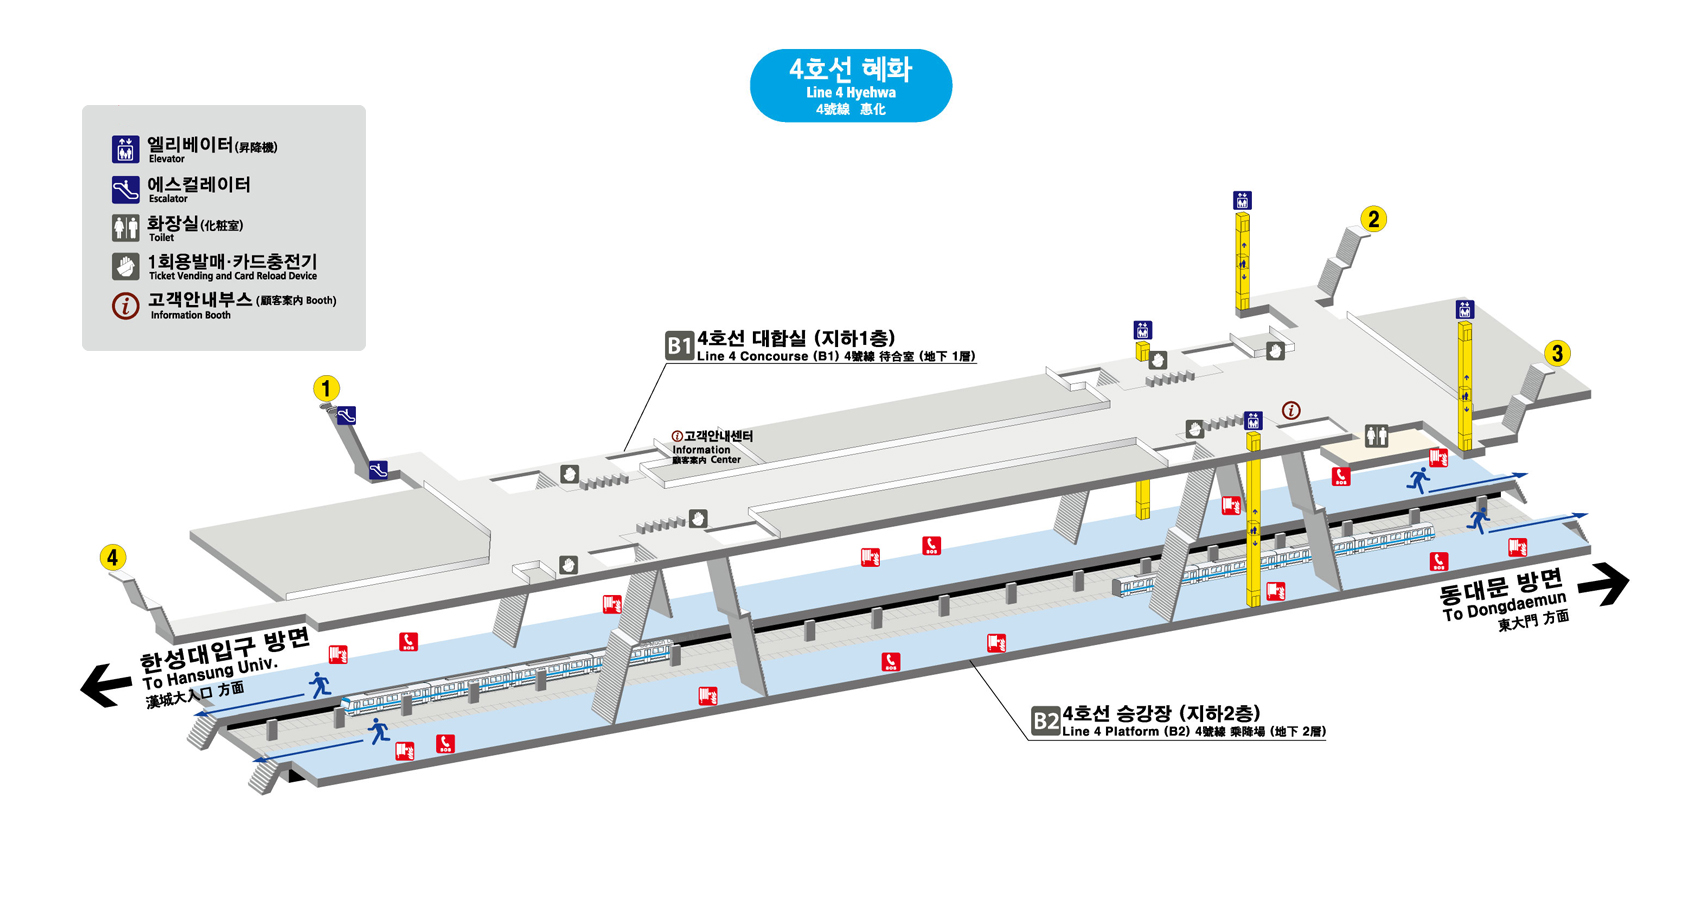 4호선 혜화
Line 4 Hyehwa
4號線 惠化
엘리베이터(昇降機)
Elevator
에스컬레이터
Escalator
화장실(化粧室)
Toilet
1회용발매·카드충전기
Ticket Vending and Card Reload Device
i 고객안내부스 (顧客案內 Booth)
Information Booth
2
3
B1 4호선 대합실 (지하1층)
Line 4 Concourse (B1) 4號線 待合室 (地下 1層)
1
i
i 고객안내센터
Information
顧客案內 Center
4
SOS
SOS
SOS
SOS
SOS
SOS
한성대입구 방면
To Hansung Univ.
漢城大入口 方面
동대문 방면
To Dongdaemun
東大門 方面
B2 4호선 승강장 (지하2층)
Line 4 Platform (B2) 4號線 乘降場 (地下 2層)